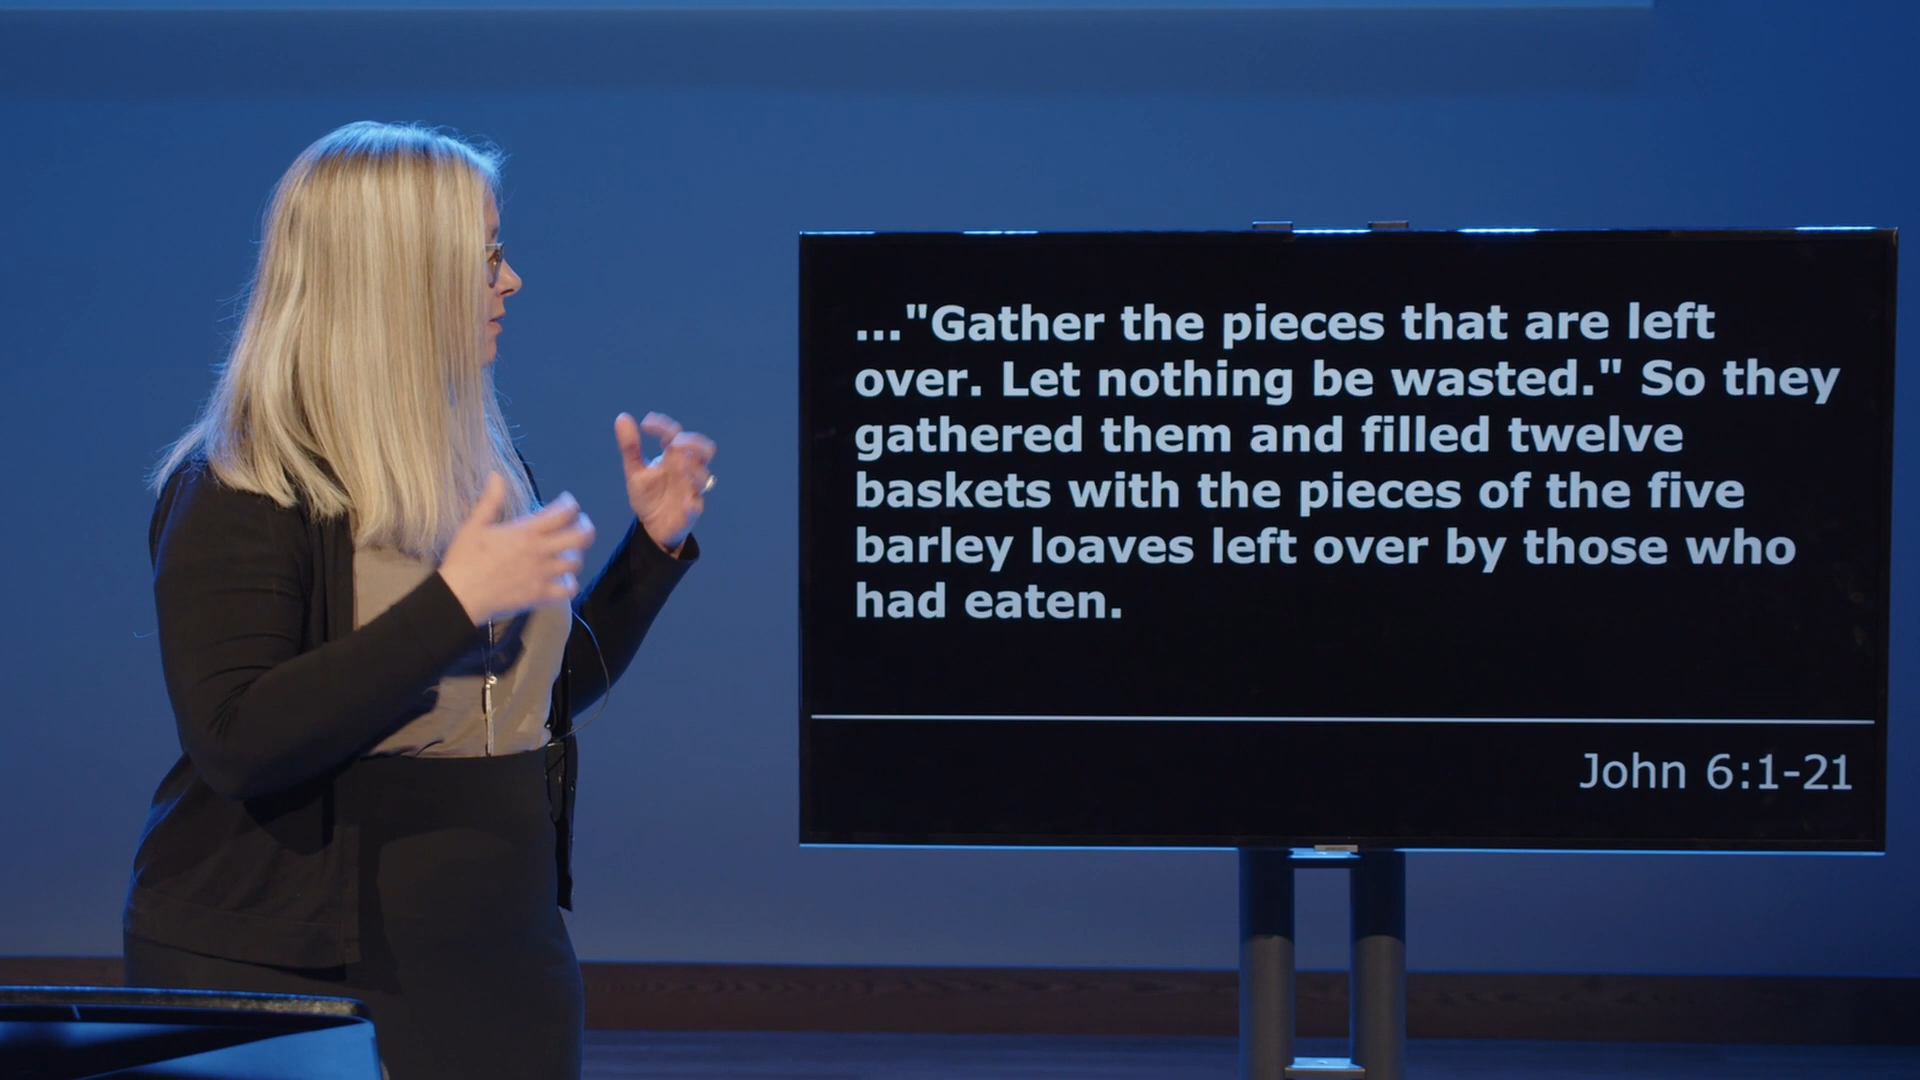 ..."Gather the pieces that are left
over. Let nothing be wasted." So they
gathered them and filled twelve
baskets with the pieces of the five
barley loaves left over by those who
had eaten.
John 6:1-21